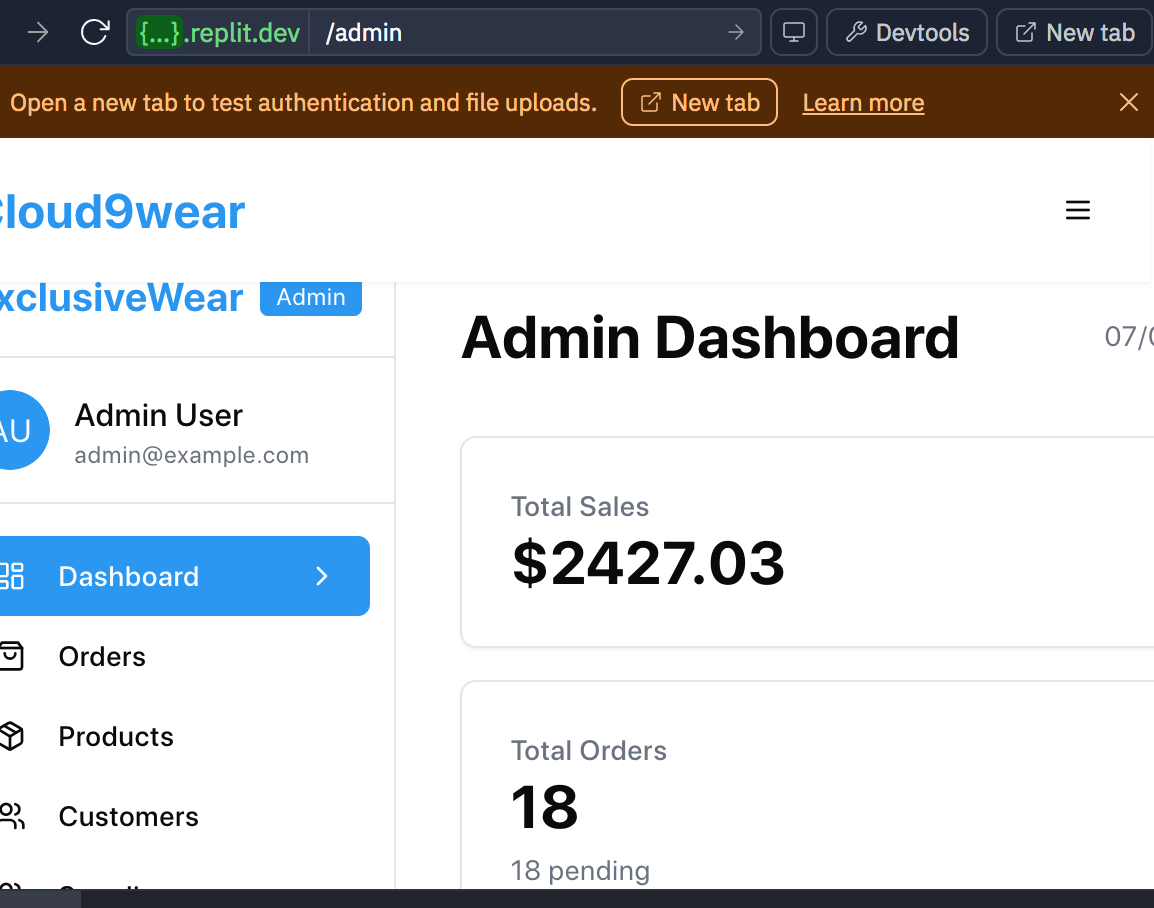 {...}.replit.dev /admin Devtools New tab
Open a new tab to test authentication and file uploads. New tab Learn more
Cloud9wear
xclusiveWear Admin
Admin Dashboard 07/0
AU Admin User
admin@example.com
Total Sales
$2427.03
Dashboard
Orders
Products
Total Orders
18
Customers
18 pending